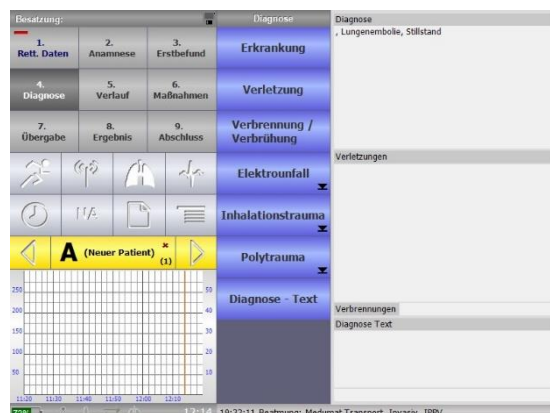 Besatzung:
1.
Rett. Daten
2.
Anamnese
3.
Erstbefund
4.
Diagnose
5.
Verlauf
6.
Maßnahmen
7.
Übergabe
8.
Ergebnis
9.
Abschluss
NA
A (Neuer Patient) (1)
250
200
150
100
50
50
40
30
20
10
11:20 11:30 11:40 11:50 12:00 12:10
Diagnose
Erkrankung
Verletzung
Verbrennung /
Verbrühung
Elektrounfall
Inhalationstrauma
Polytrauma
Diagnose - Text
Diagnose
, Lungenembolie, Stillstand
Verletzungen
Verbrennungen
Diagnose Text
72% 12:14 19:22:11 Beatmung: Medumat Transport, Invasiv, IPPV